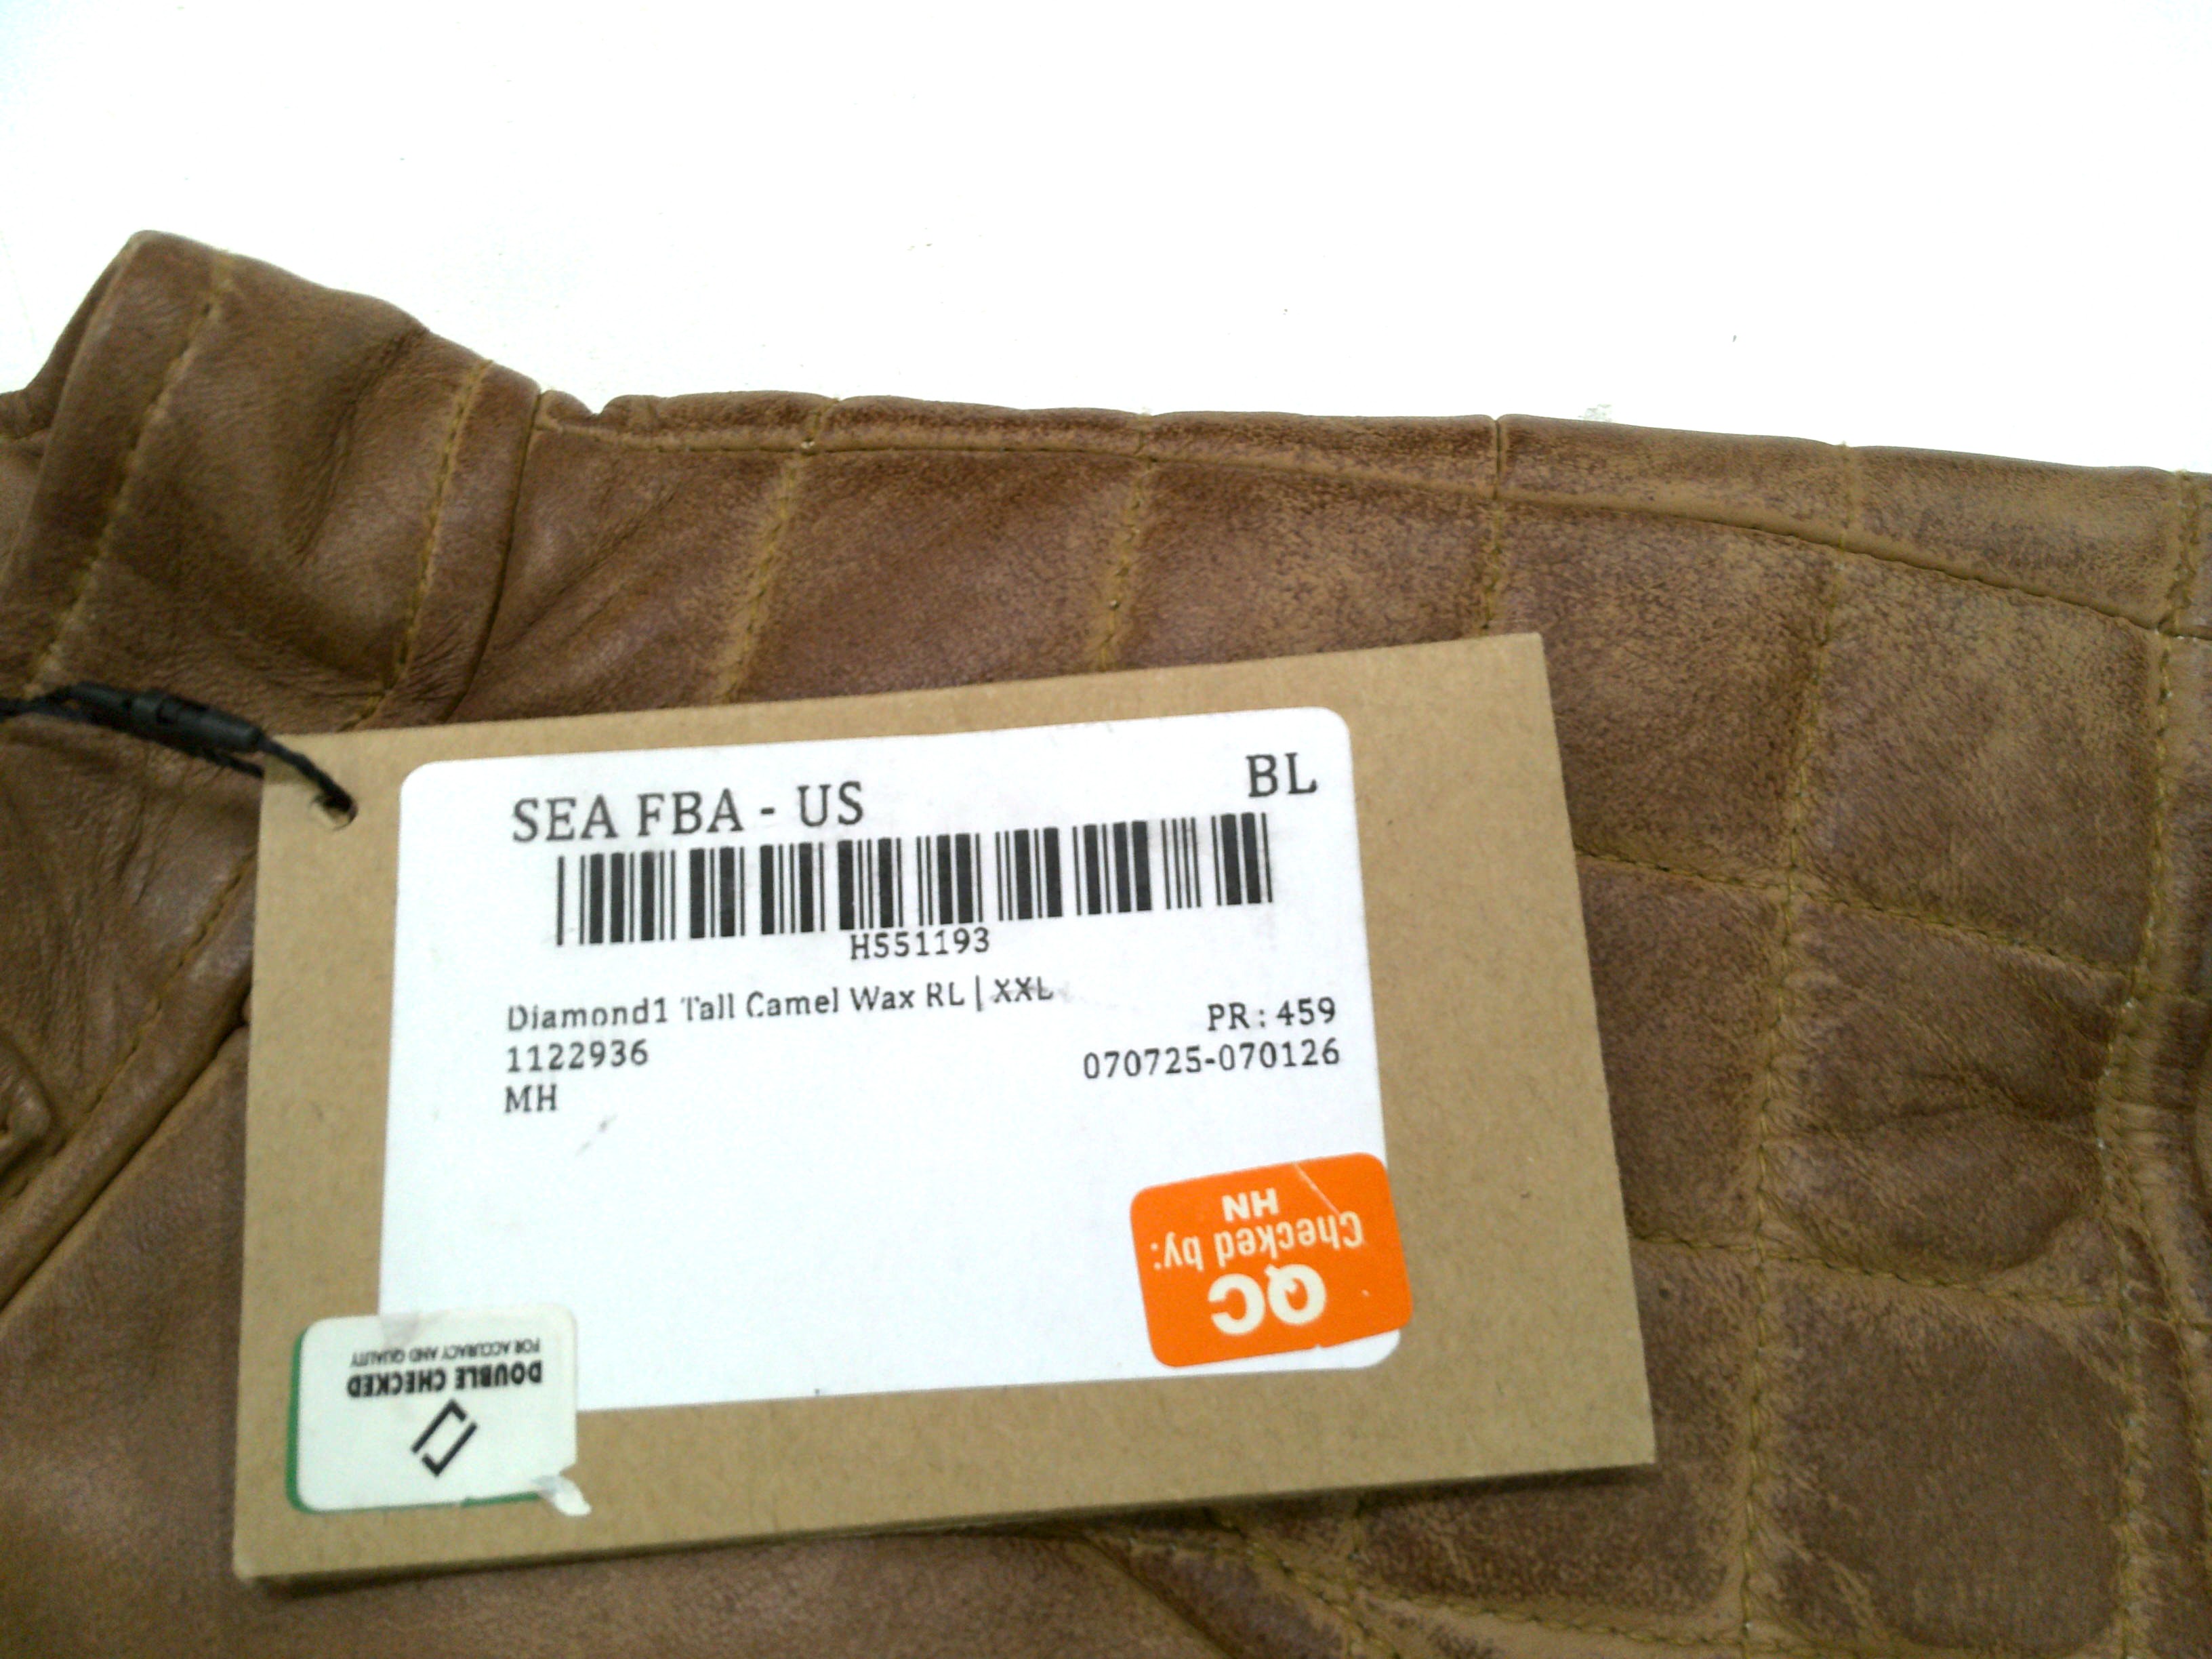 SEA FBA - US BL
H551193
Diamond1 Tall Camel Wax RL | XXL
PR : 459
1122936 070725-070126
MH
QC
Checked by:
HN
DOUBLE CHECKED
FOR ACCURACY AND QUALITY